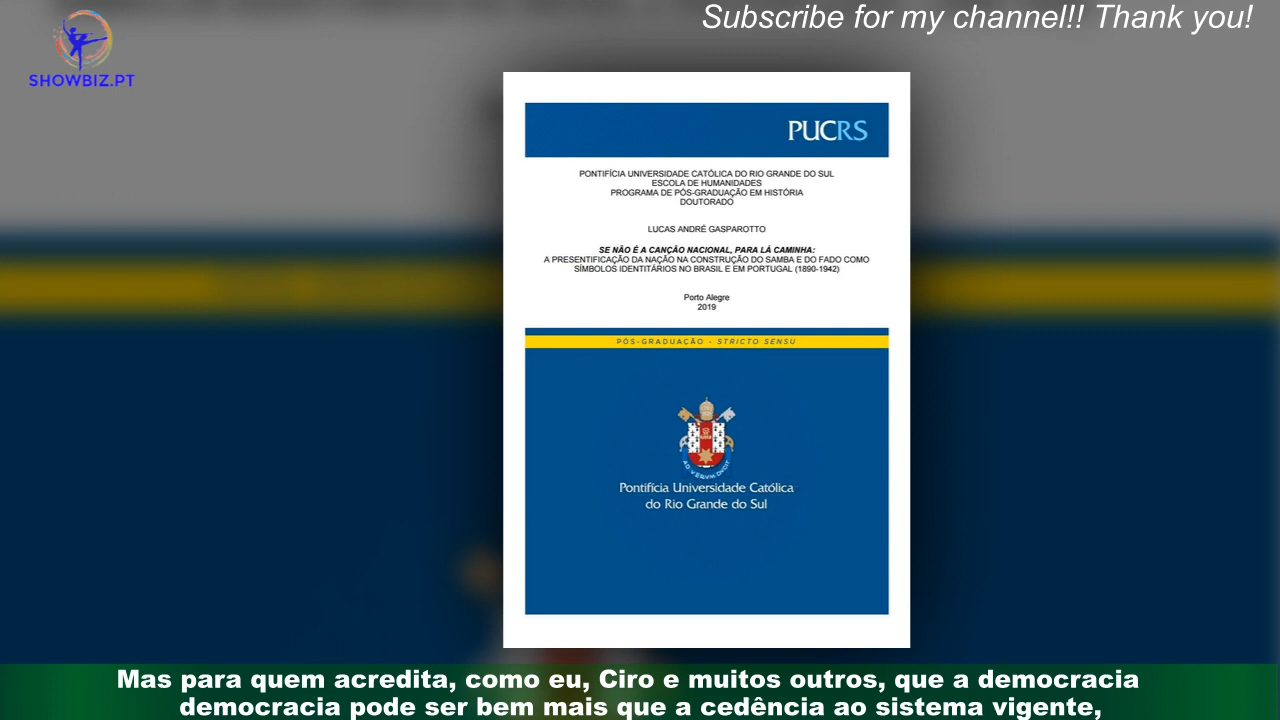 Subscribe for my channel!! Thank you!
SHOWBIZ.PT
PUCRS
PONTIFÍCIA UNIVERSIDADE CATÓLICA DO RIO GRANDE DO SUL
ESCOLA DE HUMANIDADES
PROGRAMA DE PÓS-GRADUAÇÃO EM HISTÓRIA
DOUTORADO
LUCAS ANDRÉ GASPAROTTO
SE NÃO É A CANÇÃO NACIONAL, PARA LÁ CAMINHA:
A PRESENTIFICAÇÃO DA NAÇÃO NA CONSTRUÇÃO DO SAMBA E DO FADO COMO
SÍMBOLOS IDENTITÁRIOS NO BRASIL E EM PORTUGAL (1890-1942)
Porto Alegre
2019
PÓS-GRADUAÇÃO - STRICTO SENSU
AD VERUM DUCIT
Pontifícia Universidade Católica
do Rio Grande do Sul
Mas para quem acredita, como eu, Ciro e muitos outros, que a democracia
democracia pode ser bem mais que a cedência ao sistema vigente,